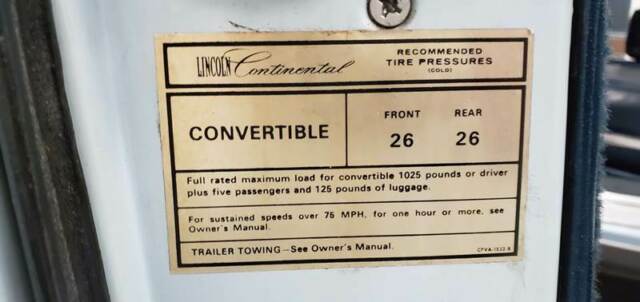 LINCOLN Continental
RECOMMENDED
TIRE PRESSURES
(COLD)
CONVERTIBLE
FRONT REAR
26 26
Full rated maximum load for convertible 1025 pounds or driver
plus five passengers and 125 pounds of luggage.
For sustained speeds over 75 MPH, for one hour or more, see
Owner's Manual.
TRAILER TOWING—See Owner's Manual.